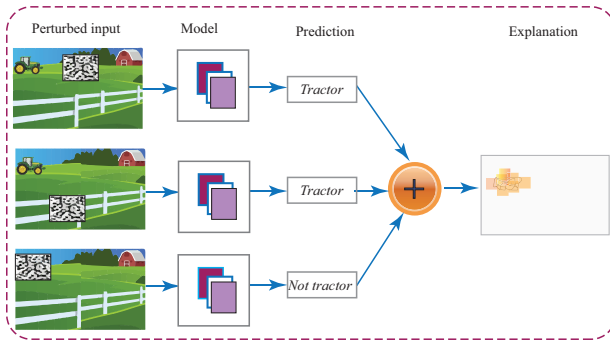 Perturbed input
Model
Prediction
Explanation
Tractor
Tractor
Not tractor
+